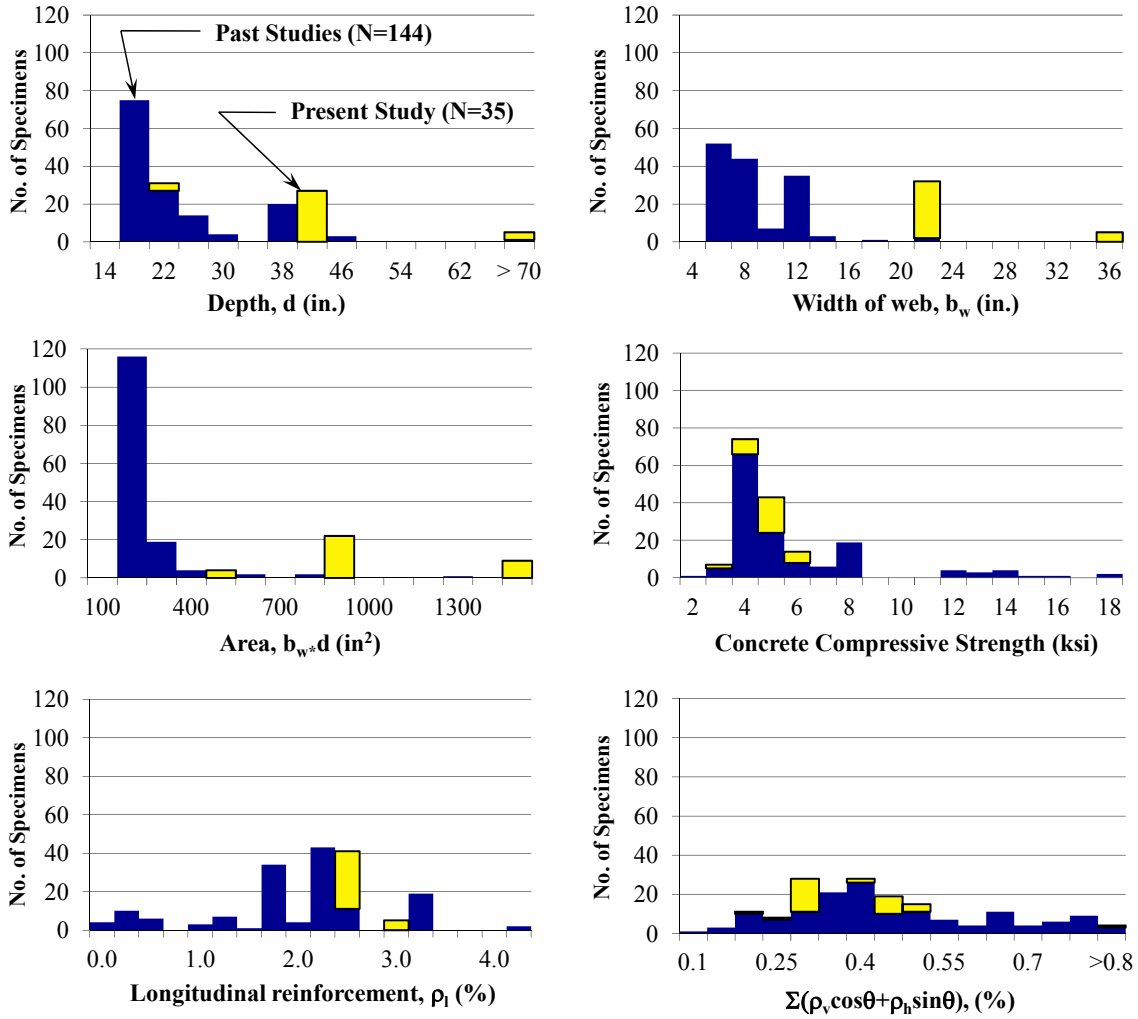 Past Studies (N=144)
Present Study (N=35)
No. of Specimens
120
100
80
60
40
20
0
14 22 30 38 46 54 62 > 70
Depth, d (in.)
No. of Specimens
120
100
80
60
40
20
0
4 8 12 16 20 24 28 32 36
Width of web, b_w (in.)
No. of Specimens
120
100
80
60
40
20
0
100 400 700 1000 1300
Area, b_w*d (in²)
No. of Specimens
120
100
80
60
40
20
0
2 4 6 8 10 12 14 16 18
Concrete Compressive Strength (ksi)
No. of Specimens
120
100
80
60
40
20
0
0.0 1.0 2.0 3.0 4.0
Longitudinal reinforcement, ρ_l (%)
No. of Specimens
120
100
80
60
40
20
0
0.1 0.25 0.4 0.55 0.7 >0.8
Σ(ρ_vcosθ+ρ_hsinθ), (%)